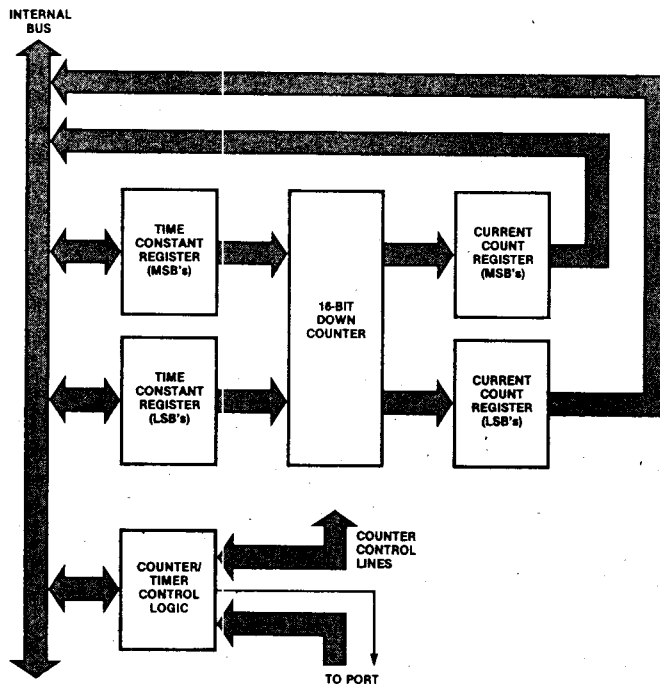 INTERNAL
BUS
TIME
CONSTANT
REGISTER
(MSB's)
16-BIT
DOWN
COUNTER
CURRENT
COUNT
REGISTER
(MSB's)
TIME
CONSTANT
REGISTER
(LSB's)
CURRENT
COUNT
REGISTER
(LSB's)
COUNTER/
TIMER
CONTROL
LOGIC
COUNTER
CONTROL
LINES
TO PORT